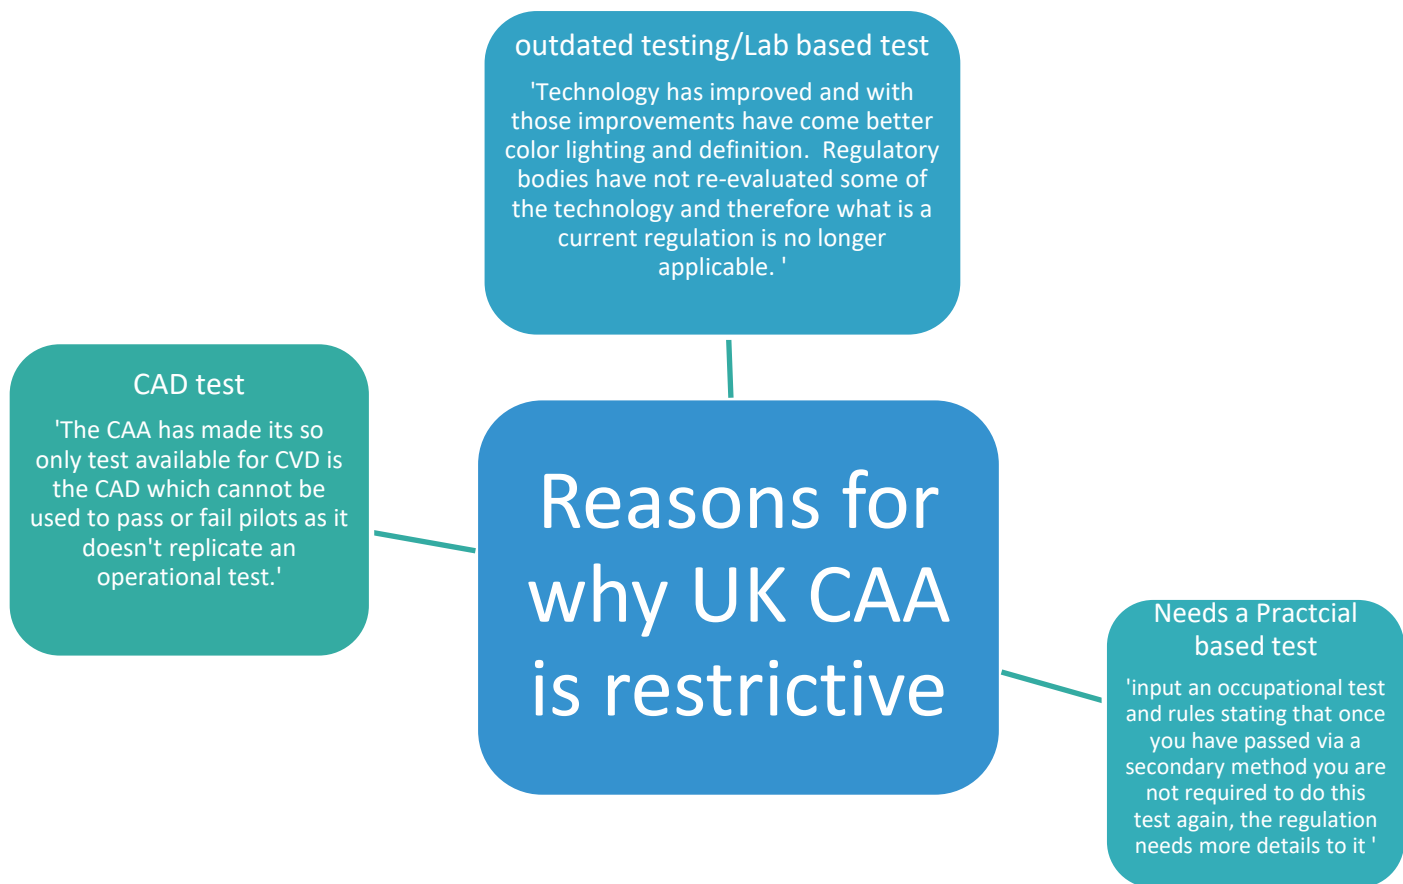 outdated testing/Lab based test
'Technology has improved and with
those improvements have come better
color lighting and definition.  Regulatory
bodies have not re-evaluated some of
the technology and therefore what is a
current regulation is no longer
applicable. '
CAD test
'The CAA has made its so
only test available for CVD is
the CAD which cannot be
used to pass or fail pilots as it
doesn't replicate an
operational test.'
Reasons for
why UK CAA
is restrictive
Needs a Practcial
based test
'input an occupational test
and rules stating that once
you have passed via a
secondary method you are
not required to do this
test again, the regulation
needs more details to it '